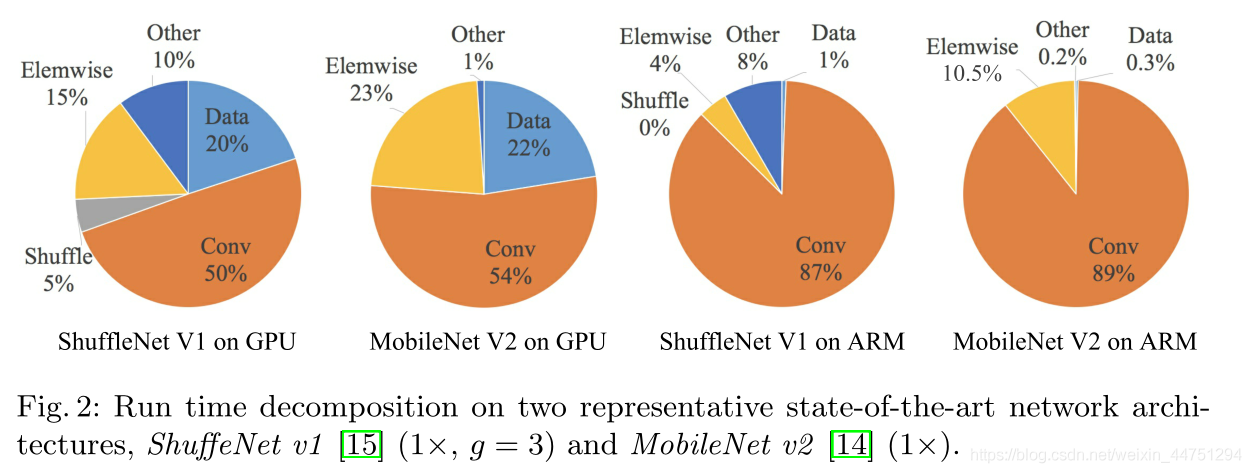 Other
10%
Elemwise
15%
Data
20%
Conv
50%
Shuffle
5%
ShuffleNet V1 on GPU
Other
1%
Elemwise
23%
Data
22%
Conv
54%
MobileNet V2 on GPU
Elemwise
4%
Other
8%
Data
1%
Shuffle
0%
Conv
87%
ShuffleNet V1 on ARM
Elemwise
10.5%
Other
0.2%
Data
0.3%
Conv
89%
MobileNet V2 on ARM
Fig. 2: Run time decomposition on two representative state-of-the-art network archi-
tectures, ShuffeNet v1 [15] (1×, g = 3) and MobileNet v2 [14] (1×).
https://blog.csdn.net/weixin_44751294